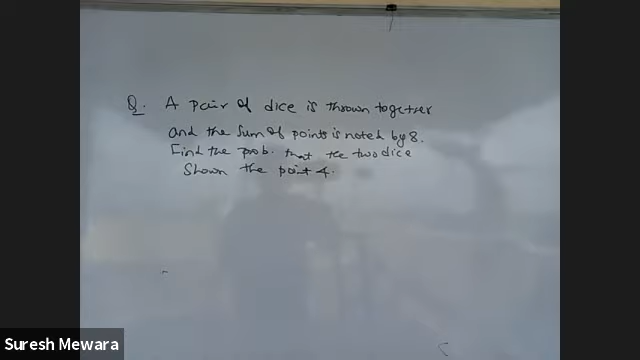 Q. A pair of dice is thrown together
and the sum of points is noted by 8.
Find the prob. that the two dice
Shown the point 4.
Suresh Mewara